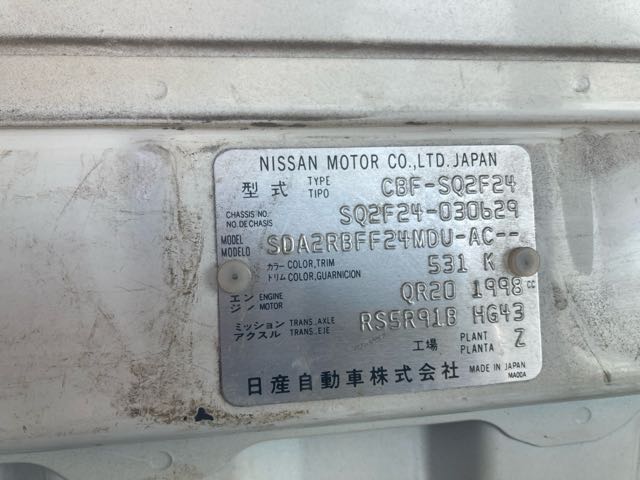 NISSAN MOTOR CO.,LTD. JAPAN
型式 TYPE TIPO CBF-SQ2F24
CHASSIS NO. NO.DE CHASIS SQ2F24-030629
MODEL MODELO SDA2RBFF24MDU-AC--
カラー COLOR,TRIM トリム COLOR,GUARNICION 531 K
エンジン ENGINE MOTOR QR20 1998 cc
ミッション TRANS.,AXLE アクスル TRANS.,EJE RS5R91B HG43
工場 PLANT PLANTA Z
日産自動車株式会社 MADE IN JAPAN
MA0DA